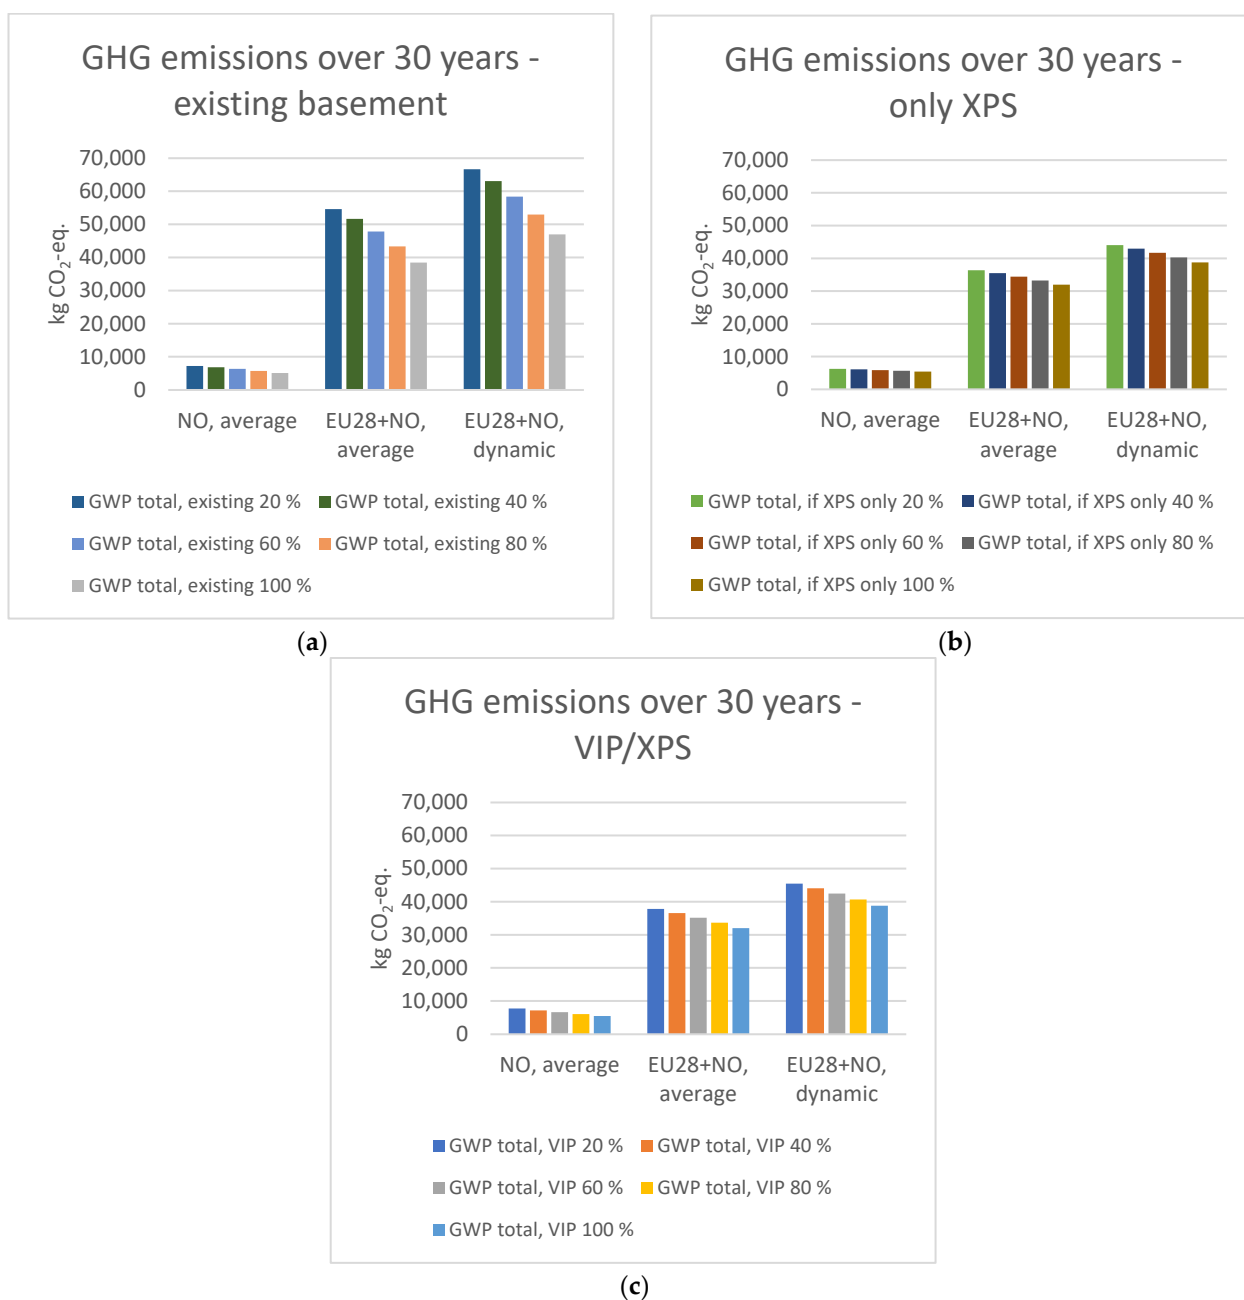 GHG emissions over 30 years -
existing basement
70,000
60,000
50,000
40,000
30,000
20,000
10,000
0
kg CO₂-eq.
NO, average
EU28+NO,
average
EU28+NO,
dynamic
GWP total, existing 20 %
GWP total, existing 40 %
GWP total, existing 60 %
GWP total, existing 80 %
GWP total, existing 100 %
(a)
GHG emissions over 30 years -
only XPS
70,000
60,000
50,000
40,000
30,000
20,000
10,000
0
kg CO₂-eq.
NO, average
EU28+NO,
average
EU28+NO,
dynamic
GWP total, if XPS only 20 %
GWP total, if XPS only 40 %
GWP total, if XPS only 60 %
GWP total, if XPS only 80 %
GWP total, if XPS only 100 %
(b)
GHG emissions over 30 years -
VIP/XPS
70,000
60,000
50,000
40,000
30,000
20,000
10,000
0
kg CO₂-eq.
NO, average
EU28+NO,
average
EU28+NO,
dynamic
GWP total, VIP 20 %
GWP total, VIP 40 %
GWP total, VIP 60 %
GWP total, VIP 80 %
GWP total, VIP 100 %
(c)